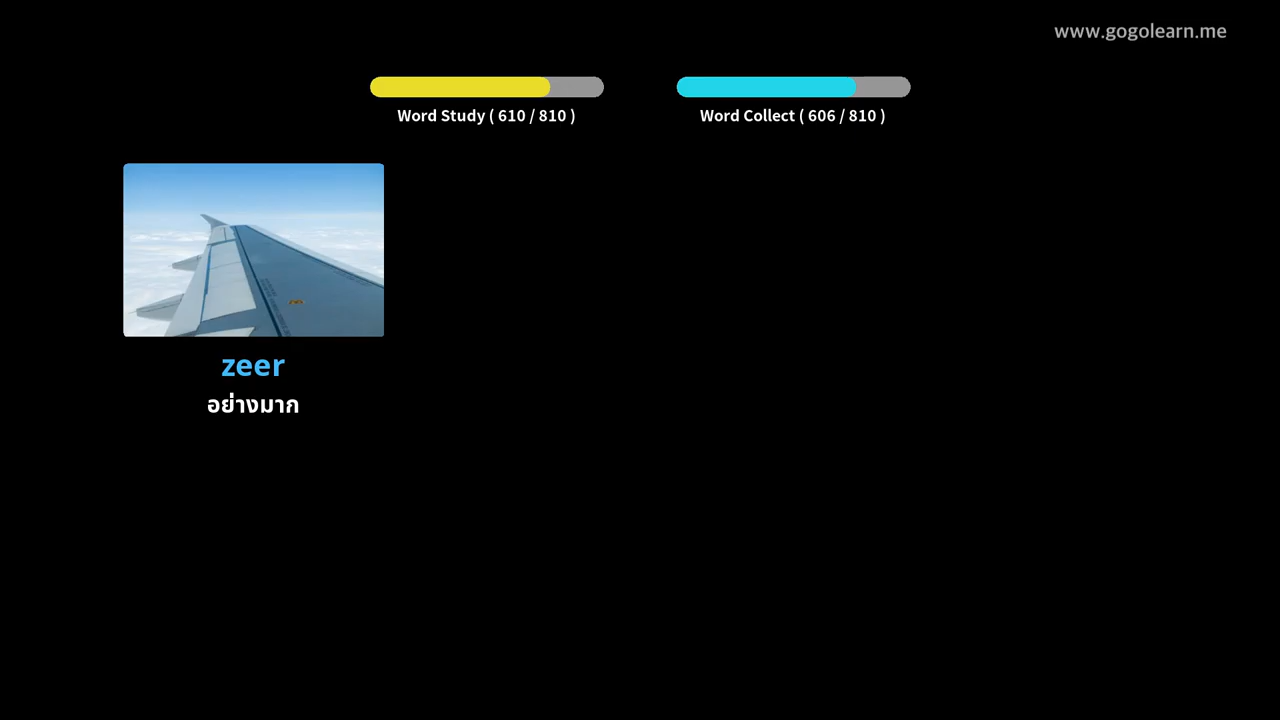 www.gogolearn.me
Word Study ( 610 / 810 )
Word Collect ( 606 / 810 )
zeer
อย่างมาก